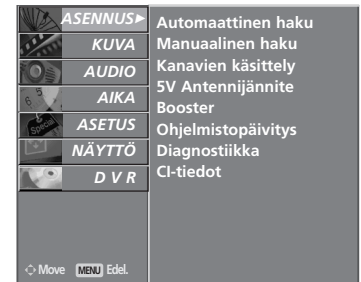 ASENNUS►
KUVA
AUDIO
AIKA
ASETUS
NÄYTTÖ
D V R
Move MENU Edel.
Automaattinen haku
Manuaalinen haku
Kanavien käsittely
5V Antennijännite
Booster
Ohjelmistopäivitys
Diagnostiikka
CI-tiedot
Special